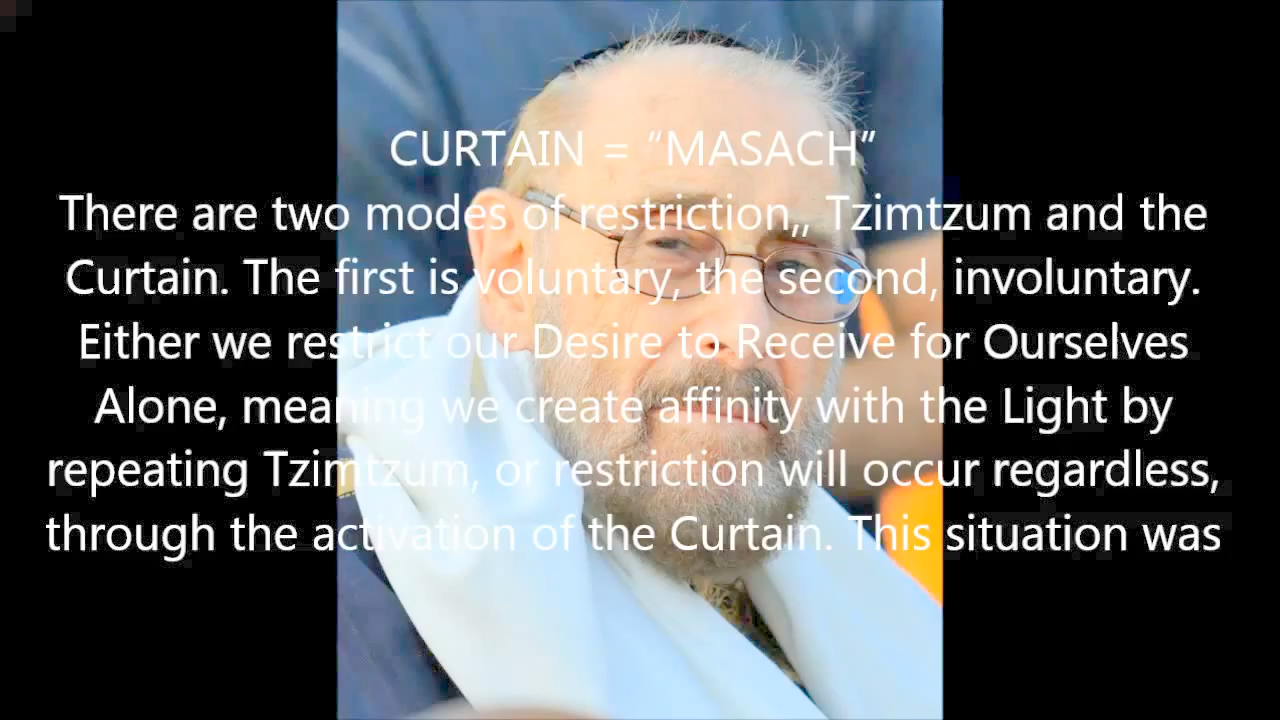 CURTAIN = “MASACH”
There are two modes of restriction,, Tzimtzum and the
Curtain. The first is voluntary, the second, involuntary.
Either we restrict our Desire to Receive for Ourselves
Alone, meaning we create affinity with the Light by
repeating Tzimtzum, or restriction will occur regardless,
through the activation of the Curtain. This situation was